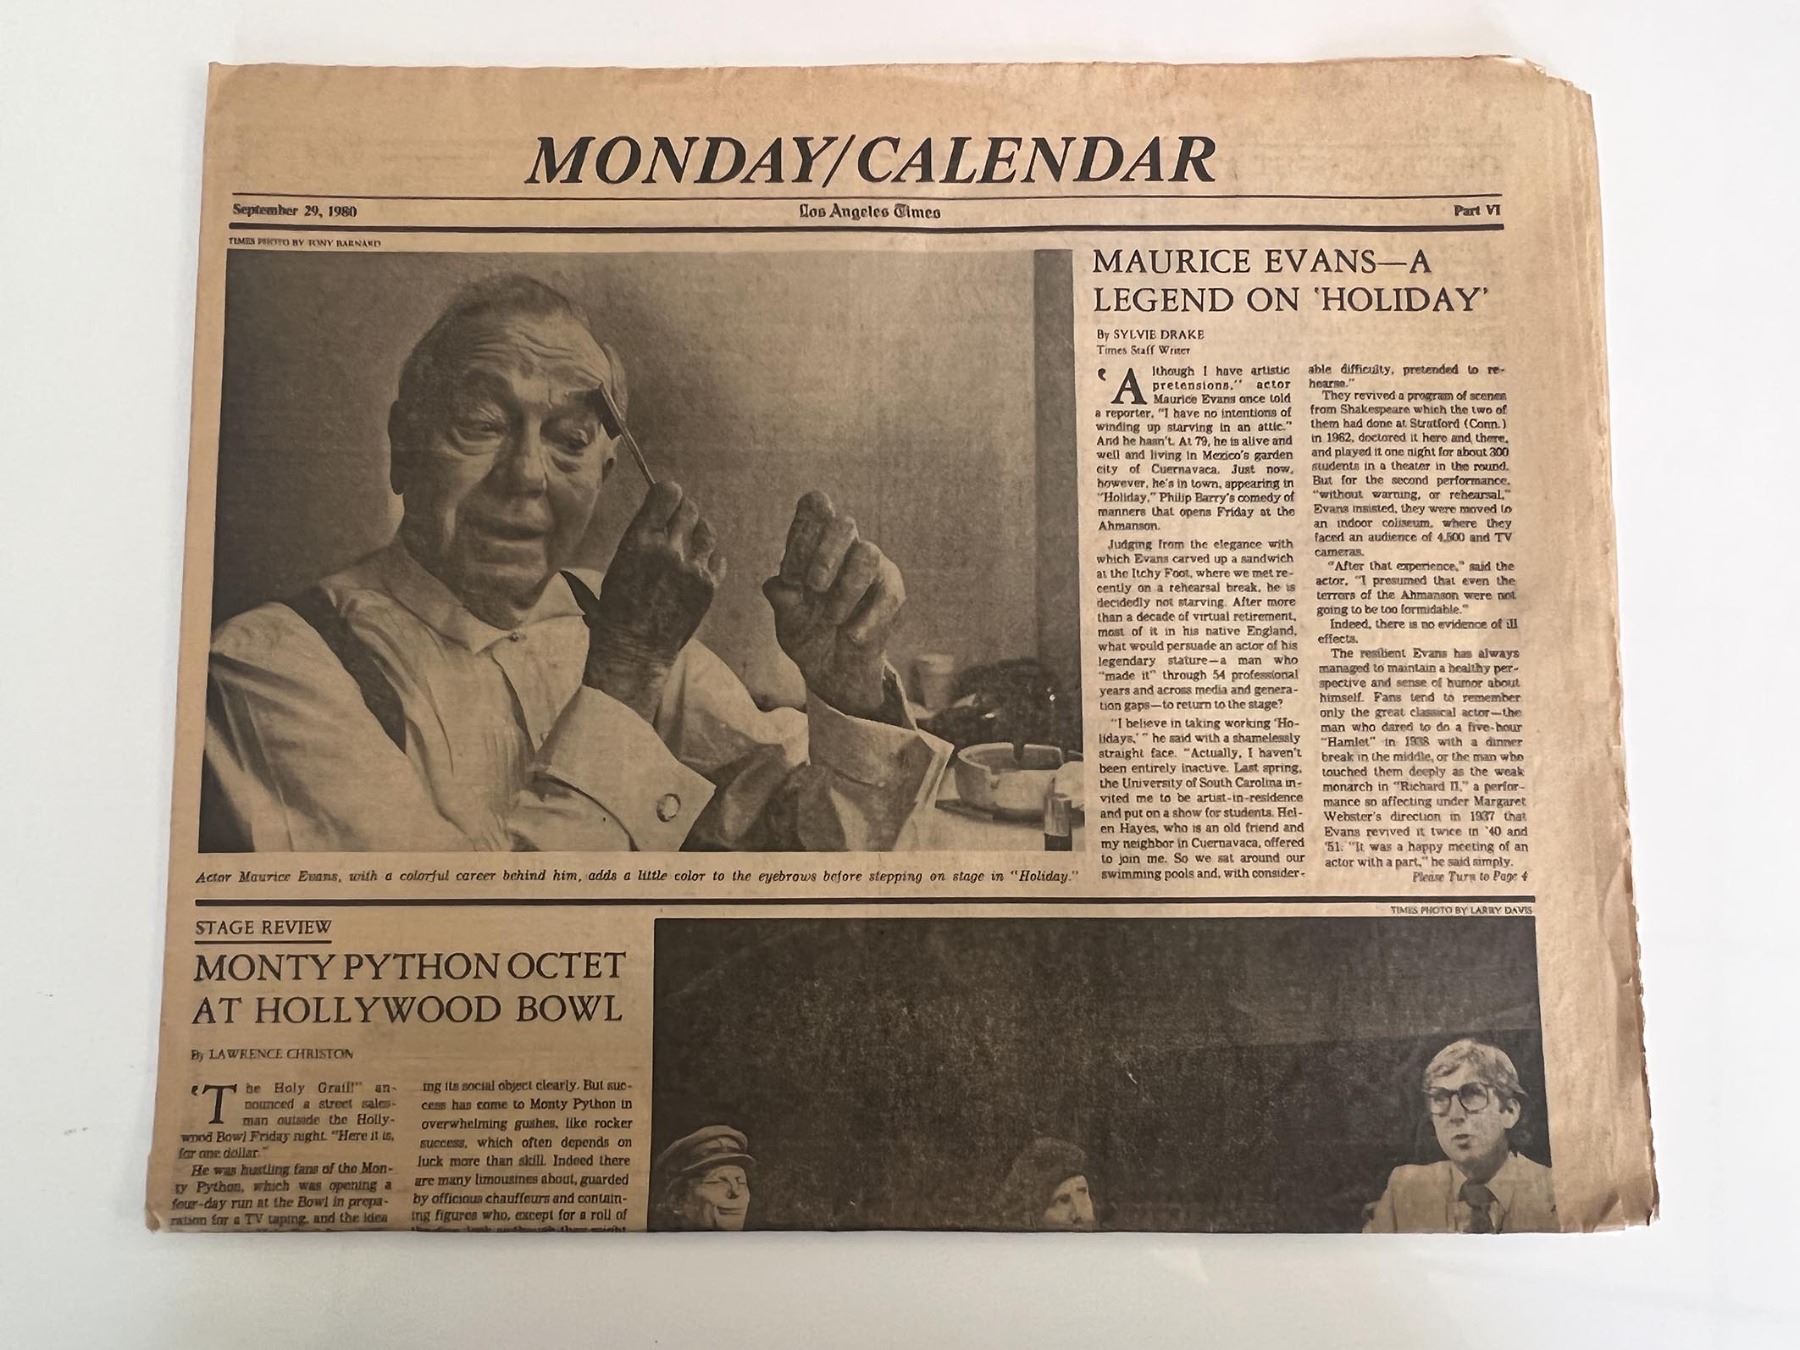 MONDAY/CALENDAR
September 29, 1980
Los Angeles Times
Part VI
TIMES PHOTO BY TONY BARNARD
MAURICE EVANS—A
LEGEND ON 'HOLIDAY'
By SYLVIE DRAKE
Times Staff Writer
'Although I have artistic
pretensions," actor
Maurice Evans once told
a reporter, "I have no intentions of
winding up starving in an attic."
And he hasn't. At 79, he is alive and
well and living in Mexico's garden
city of Cuernavaca. Just now,
however, he's in town, appearing in
"Holiday," Philip Barry's comedy of
manners that opens Friday at the
Ahmanson.
Judging from the elegance with
which Evans carved up a sandwich
at the Itchy Foot, where we met re-
cently on a rehearsal break, he is
decidedly not starving. After more
than a decade of virtual retirement,
most of it in his native England,
what would persuade an actor of his
legendary stature—a man who
"made it" through 54 professional
years and across media and genera-
tion gaps—to return to the stage?
"I believe in taking working 'Ho-
lidays,' " he said with a shamelessly
straight face. "Actually, I haven't
been entirely inactive. Last spring,
the University of South Carolina in-
vited me to be artist-in-residence
and put on a show for students. Hel-
en Hayes, who is an old friend and
my neighbor in Cuernavaca, offered
to join me. So we sat around our
swimming pools and, with consider-
able difficulty, pretended to re-
hearse."
They revived a program of scenes
from Shakespeare which the two of
them had done at Stratford (Conn.)
in 1962, doctored it here and there,
and played it one night for about 300
students in a theater in the round.
But for the second performance,
"without warning, or rehearsal,"
Evans insisted, they were moved to
an indoor coliseum, where they
faced an audience of 4,500 and TV
cameras.
"After that experience," said the
actor, "I presumed that even the
terrors of the Ahmanson were not
going to be too formidable."
Indeed, there is no evidence of ill
effects.
The resilient Evans has always
managed to maintain a healthy per-
spective and sense of humor about
himself. Fans tend to remember
only the great classical actor—the
man who dared to do a five-hour
"Hamlet" in 1938 with a dinner
break in the middle, or the man who
touched them deeply as the weak
monarch in "Richard II," a perfor-
mance so affecting under Margaret
Webster's direction in 1937 that
Evans revived it twice in '40 and
'51. "It was a happy meeting of an
actor with a part," he said simply.
Please Turn to Page 4
Actor Maurice Evans, with a colorful career behind him, adds a little color to the eyebrows before stepping on stage in "Holiday."
TIMES PHOTO BY LARRY DAVIS
STAGE REVIEW
MONTY PYTHON OCTET
AT HOLLYWOOD BOWL
By LAWRENCE CHRISTON
'The Holy Grail!" an-
nounced a street sales-
man outside the Holly-
wood Bowl Friday night. "Here it is,
for one dollar."
He was hustling fans of the Mon-
ty Python, which was opening a
four-day run at the Bowl in prepa-
ration for a TV taping, and the idea
ing its social object clearly. But suc-
cess has come to Monty Python in
overwhelming gushes, like rocker
success, which often depends on
luck more than skill. Indeed there
are many limousines about, guarded
by officious chauffeurs and contain-
ing figures who, except for a roll of